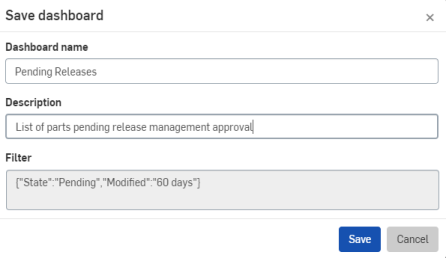 Save dashboard
Dashboard name
Pending Releases
Description
List of parts pending release management approval
Filter
["State":"Pending","Modified":"60 days"]
Save Cancel